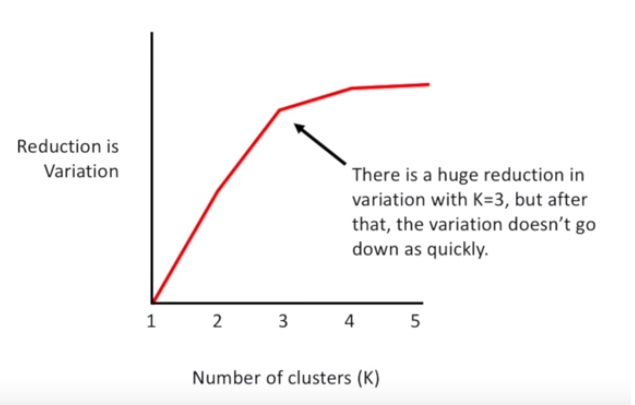 Reduction is
Variation
There is a huge reduction in
variation with K=3, but after
that, the variation doesn’t go
down as quickly.
1 2 3 4 5
Number of clusters (K)